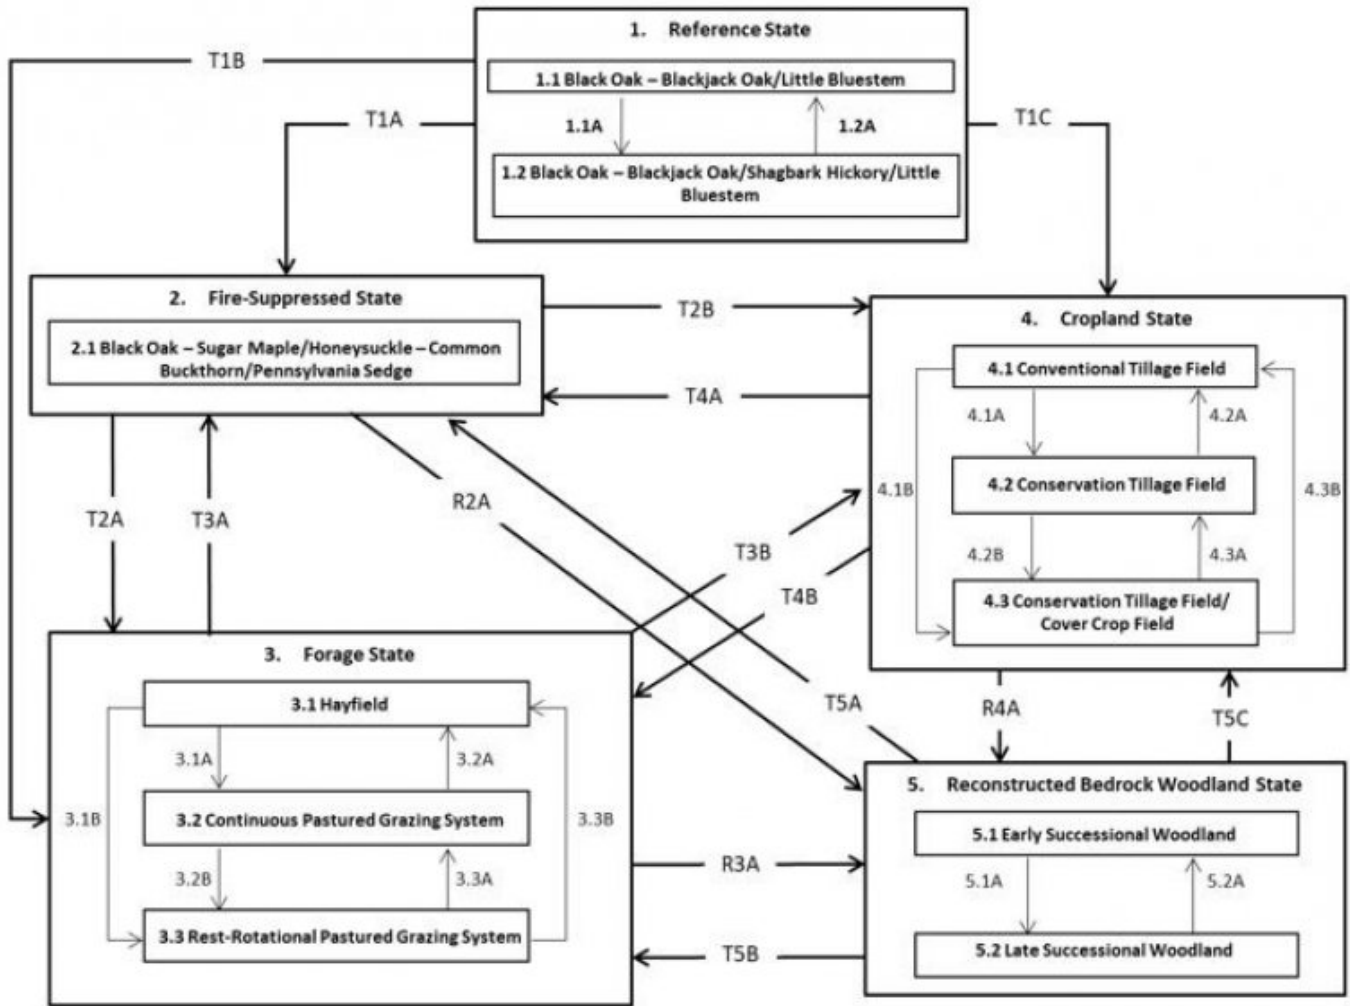 1. Reference State
T1B
1.1 Black Oak – Blackjack Oak/Little Bluestem
T1A
1.1A
1.2A
T1C
1.2 Black Oak – Blackjack Oak/Shagbark Hickory/Little
Bluestem
2. Fire-Suppressed State
T2B
4. Cropland State
2.1 Black Oak – Sugar Maple/Honeysuckle – Common
Buckthorn/Pennsylvania Sedge
4.1 Conventional Tillage Field
T4A
4.1A
4.2A
4.1B
4.2 Conservation Tillage Field
4.3B
R2A
T2A
T3A
T3B
4.2B
4.3A
T4B
4.3 Conservation Tillage Field/
Cover Crop Field
3. Forage State
3.1 Hayfield
T5A
R4A
T5C
3.1A
3.2A
5. Reconstructed Bedrock Woodland State
3.1B
3.2 Continuous Pastured Grazing System
3.3B
5.1 Early Successional Woodland
R3A
3.2B
3.3A
5.1A
5.2A
3.3 Rest-Rotational Pastured Grazing System
T5B
5.2 Late Successional Woodland